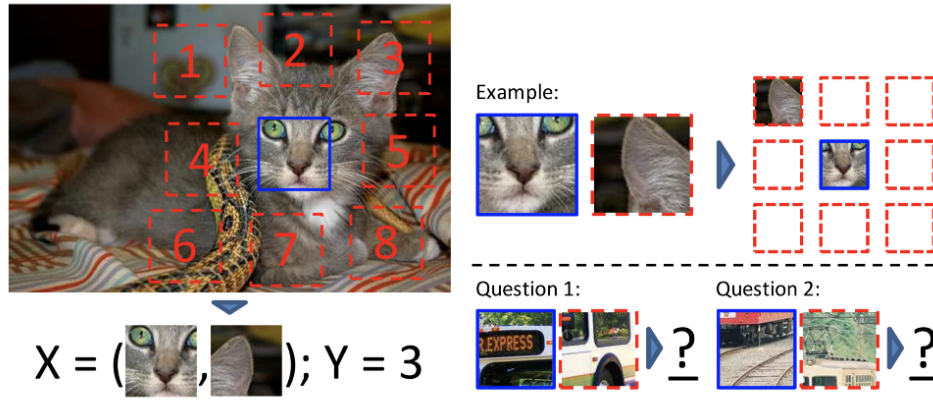 1
2
3
4
5
6
7
8
X = ( , ); Y = 3
Example:
Question 1:
R.EXPRESS
?
Question 2:
?